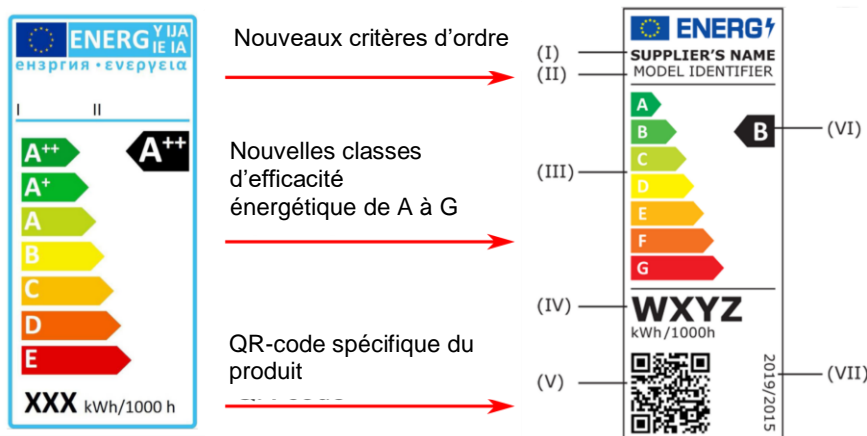 ENERG Y IJA
IE IA
енергия · ενεργεια
I II
A++
A+
A
B
C
D
E
A++
XXX kWh/1000 h
Nouveaux critères d’ordre
Nouvelles classes
d’efficacité
énergétique de A à G
QR-code spécifique du
produit
ENERG
(I)
SUPPLIER'S NAME
(II)
MODEL IDENTIFIER
A
B
C
D
E
F
G
B
(VI)
(III)
(IV)
WXYZ
kWh/1000h
(V)
2019/2015
(VII)